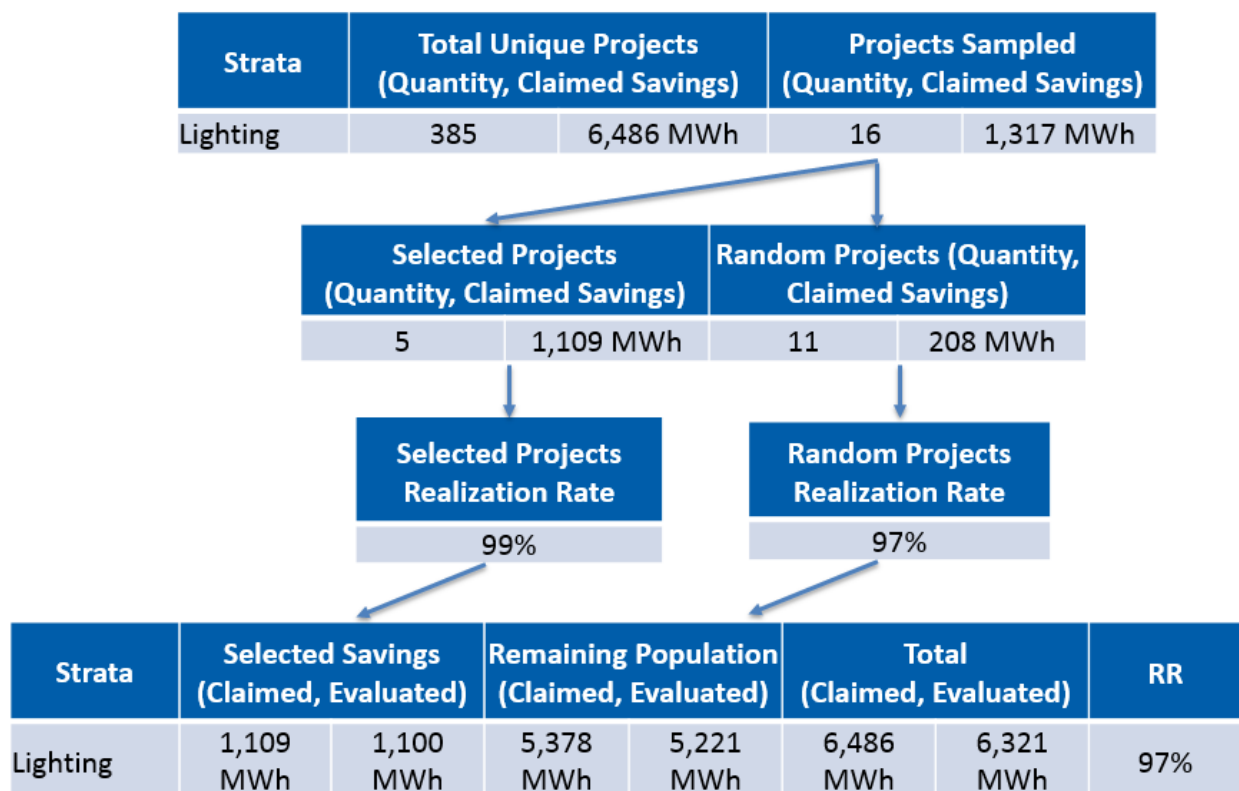 Strata
Total Unique Projects
(Quantity, Claimed Savings)
Projects Sampled
(Quantity, Claimed Savings)
Lighting
385
6,486 MWh
16
1,317 MWh
Selected Projects
(Quantity, Claimed Savings)
Random Projects (Quantity,
Claimed Savings)
5
1,109 MWh
11
208 MWh
Selected Projects
Realization Rate
Random Projects
Realization Rate
99%
97%
Strata
Selected Savings
(Claimed, Evaluated)
Remaining Population
(Claimed, Evaluated)
Total
(Claimed, Evaluated)
RR
Lighting
1,109
MWh
1,100
MWh
5,378
MWh
5,221
MWh
6,486
MWh
6,321
MWh
97%